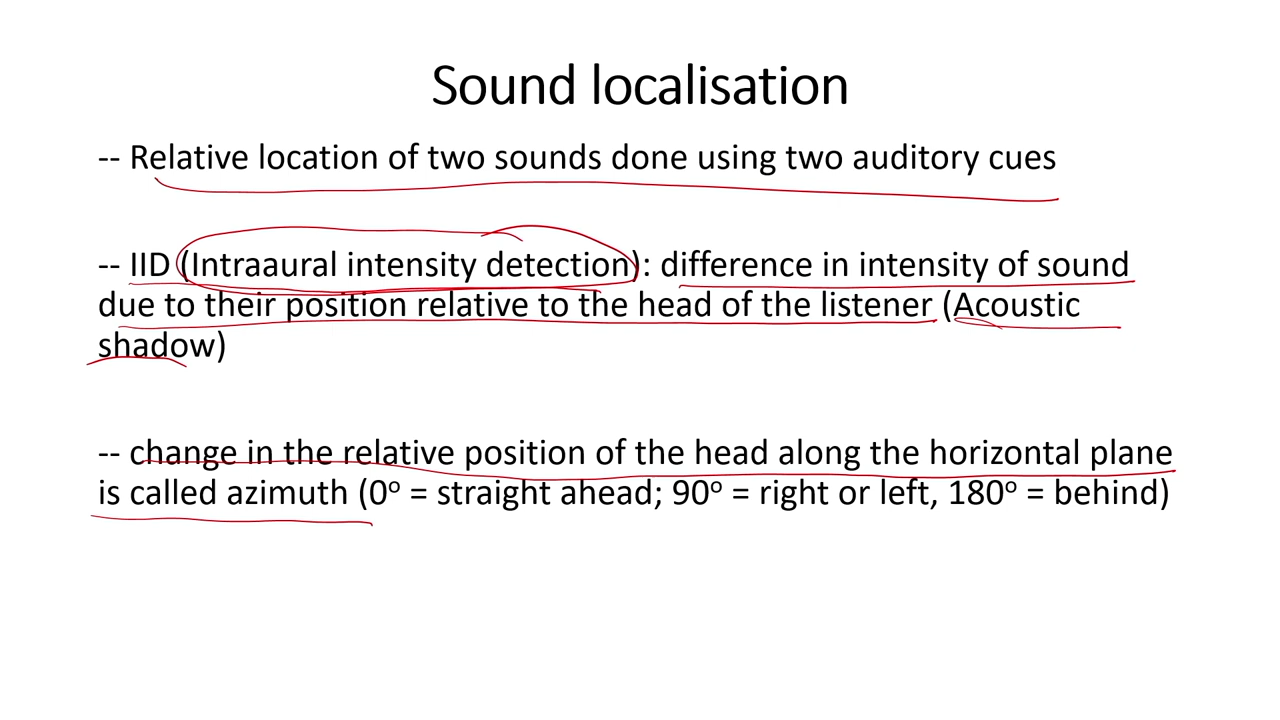 Sound localisation
-- Relative location of two sounds done using two auditory cues
-- IID (Intraaural intensity detection): difference in intensity of sound
due to their position relative to the head of the listener (Acoustic
shadow)
-- change in the relative position of the head along the horizontal plane
is called azimuth (0º = straight ahead; 90º = right or left, 180º = behind)